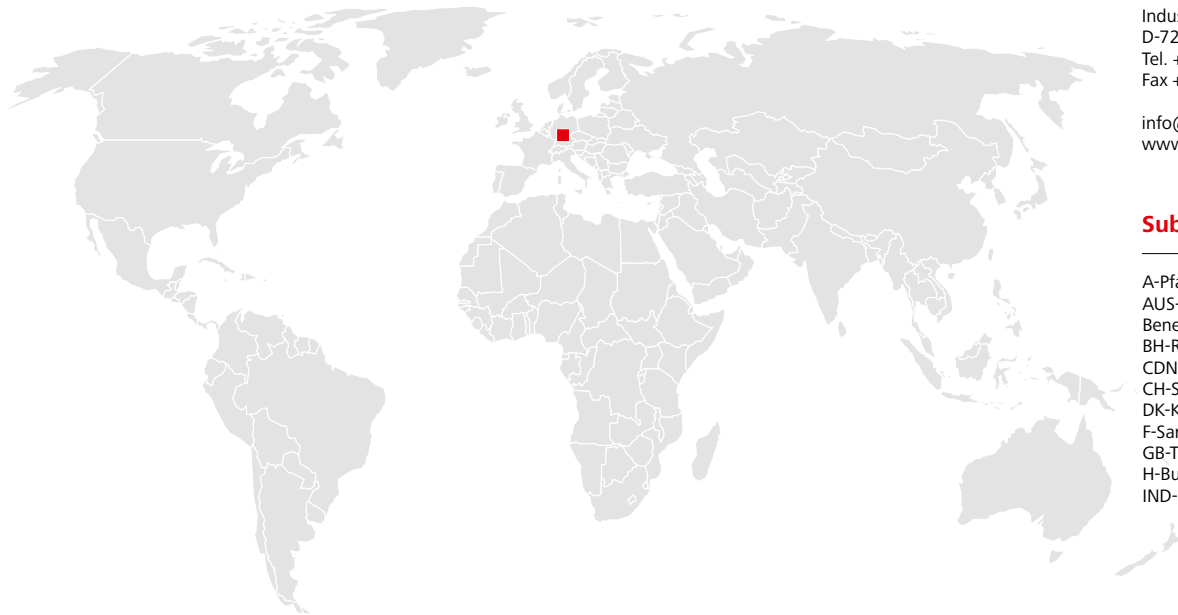 Indus
D-72
Tel. +
Fax +
info@
www
Sub
A-Pfa
AUS-
Bene
BH-R
CDN
CH-S
DK-K
F-Sar
GB-T
H-Bu
IND-